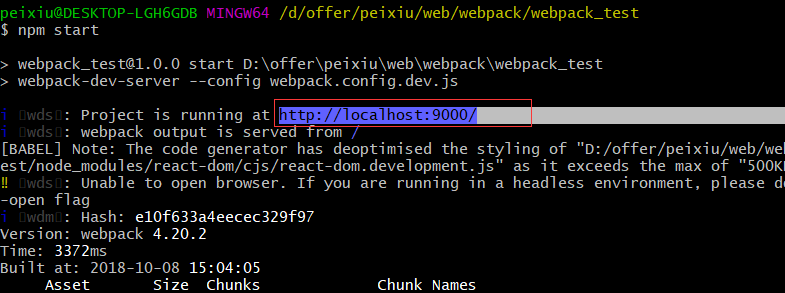 peixiu@DESKTOP-LGH6GDB MINGW64 /d/offer/peixiu/web/webpack/webpack_test
$ npm start
> webpack_test@1.0.0 start D:\offer\peixiu\web\webpack\webpack_test
> webpack-dev-server --config webpack.config.dev.js
i wds: Project is running at http://localhost:9000/
i wds: webpack output is served from /
[BABEL] Note: The code generator has deoptimised the styling of "D:/offer/peixiu/web/we
est/node_modules/react-dom/cjs/react-dom.development.js" as it exceeds the max of "500K
‼ wds: Unable to open browser. If you are running in a headless environment, please d
-open flag
i wdm: Hash: e10f633a4eecec329f97
Version: webpack 4.20.2
Time: 3372ms
Built at: 2018-10-08 15:04:05
Asset Size Chunks Chunk Names